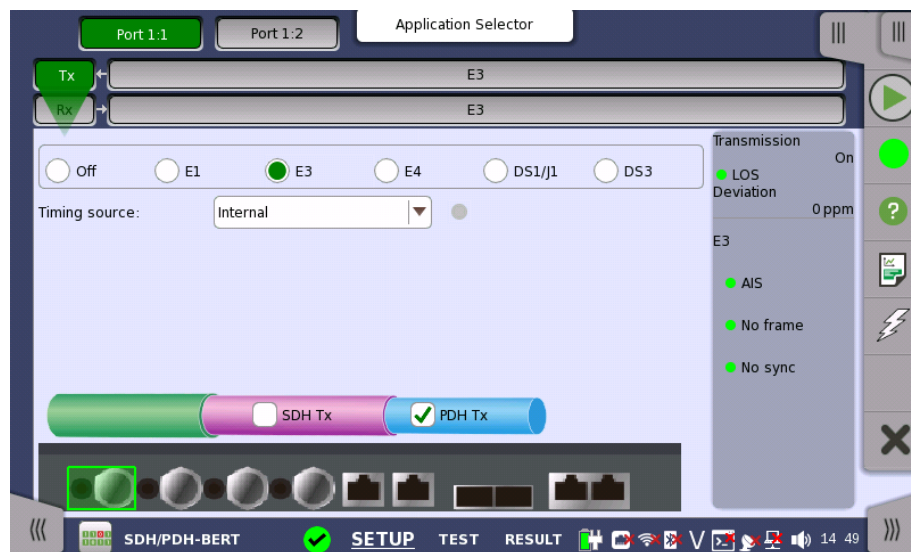 Port 1:1
Port 1:2
Application Selector
Tx
E3
Rx
E3
Off
E1
E3
E4
DS1/J1
DS3
Timing source:
Internal
Transmission
On
LOS
Deviation
0 ppm
E3
AIS
No frame
No sync
SDH Tx
PDH Tx
SDH/PDH-BERT
SETUP
TEST
RESULT
14 49